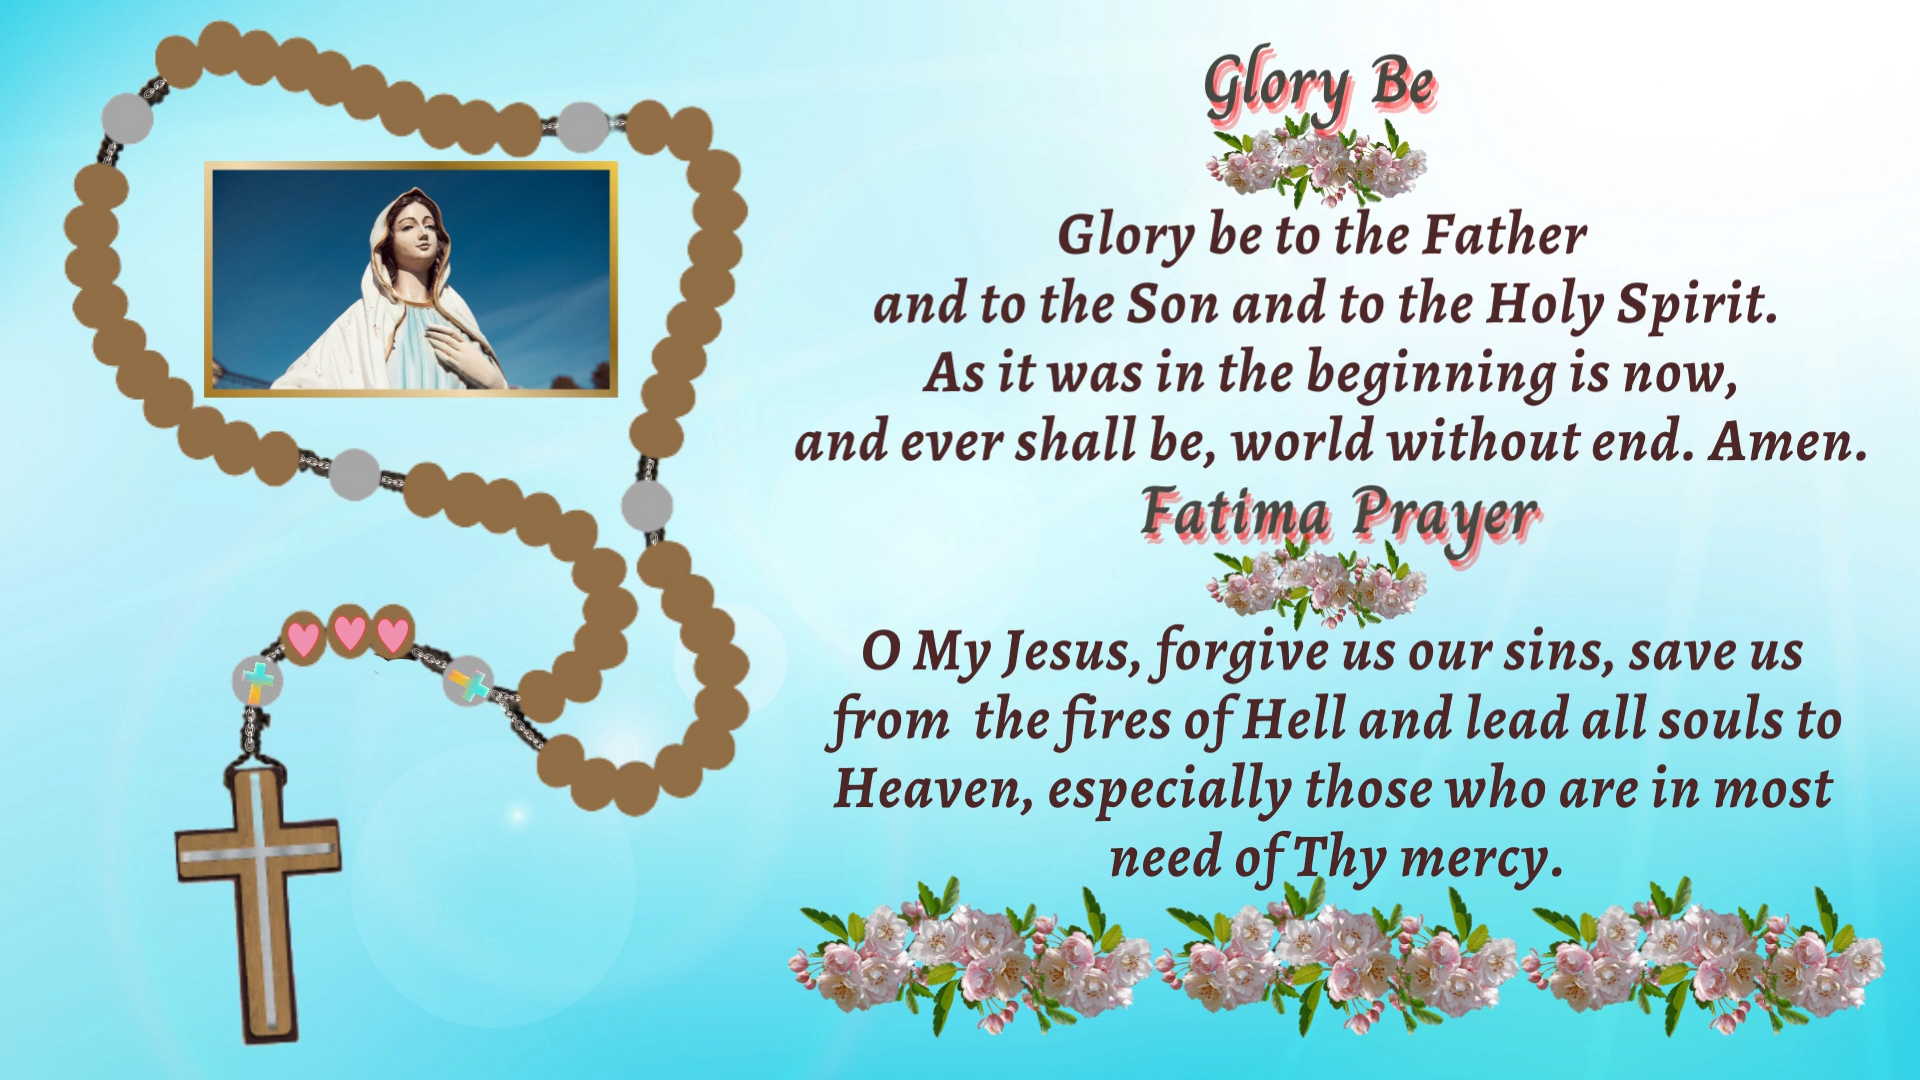 Glory Be
Glory be to the Father
and to the Son and to the Holy Spirit.
As it was in the beginning is now,
and ever shall be, world without end. Amen.
Fatima Prayer
O My Jesus, forgive us our sins, save us
from the fires of Hell and lead all souls to
Heaven, especially those who are in most
need of Thy mercy.